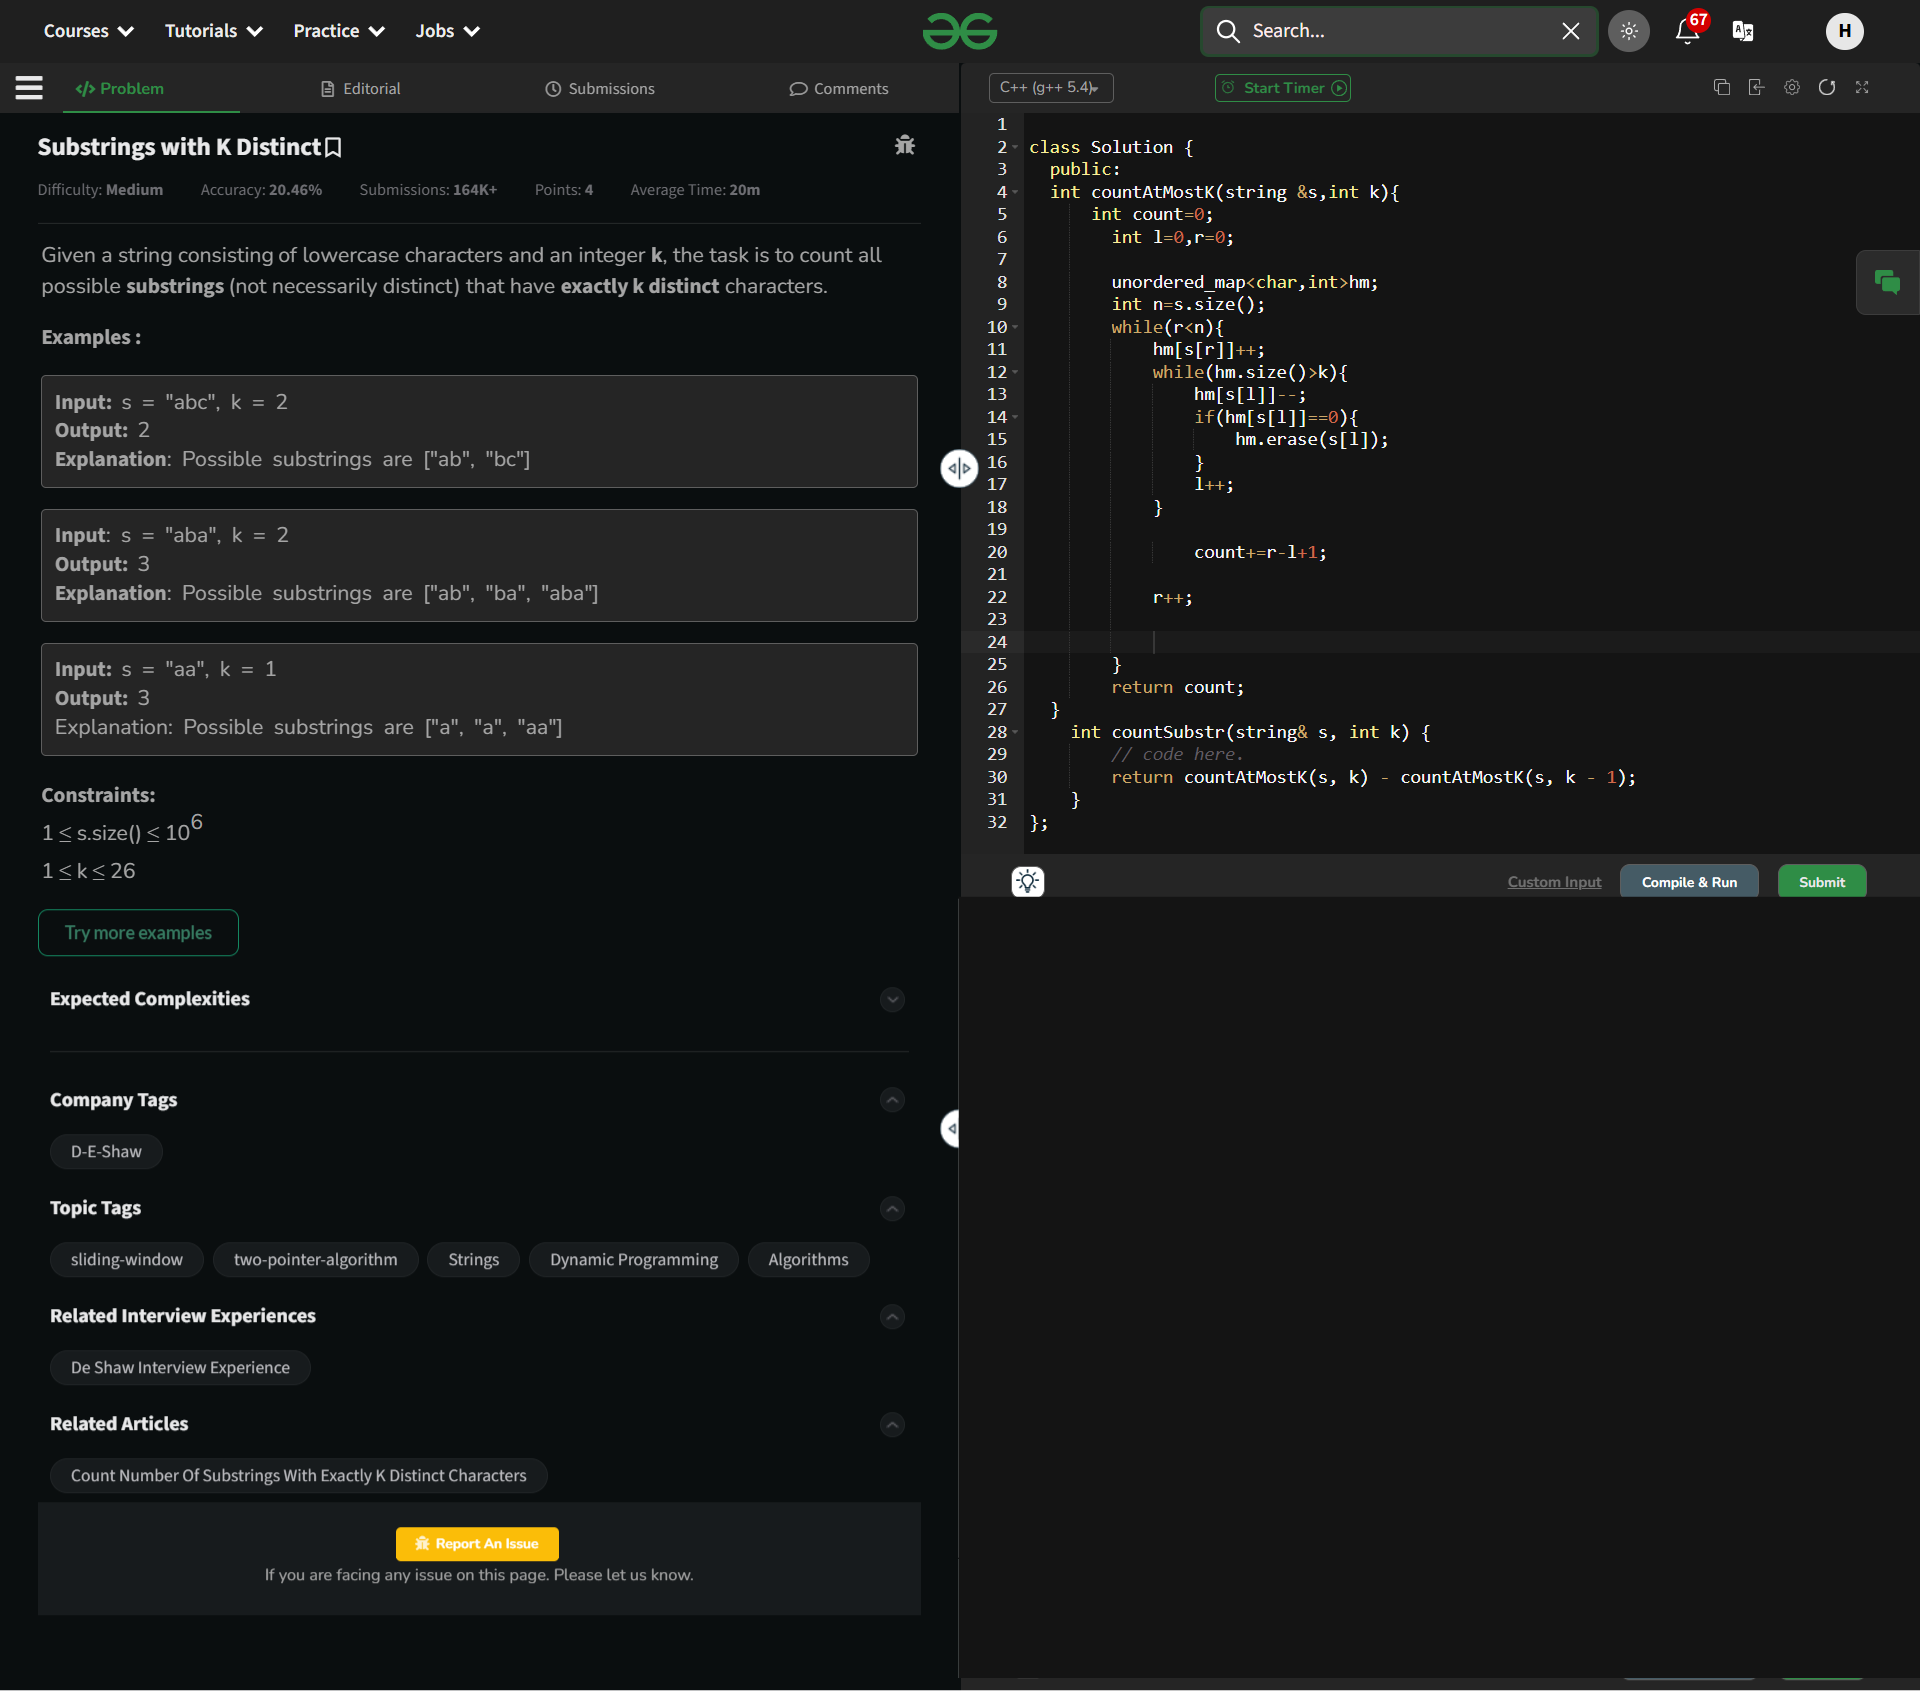 Courses Tutorials Practice Jobs Search... 67 H
Problem Editorial Submissions Comments
Substrings with K Distinct
Difficulty: Medium Accuracy: 20.46% Submissions: 164K+ Points: 4 Average Time: 20m
Given a string consisting of lowercase characters and an integer k, the task is to count all
possible substrings (not necessarily distinct) that have exactly k distinct characters.
Examples :
Input: s = "abc", k = 2
Output: 2
Explanation: Possible substrings are ["ab", "bc"]
Input: s = "aba", k = 2
Output: 3
Explanation: Possible substrings are ["ab", "ba", "aba"]
Input: s = "aa", k = 1
Output: 3
Explanation: Possible substrings are ["a", "a", "aa"]
Constraints:
1 ≤ s.size() ≤ 10^6
1 ≤ k ≤ 26
Try more examples
Expected Complexities
Company Tags
D-E-Shaw
Topic Tags
sliding-window two-pointer-algorithm Strings Dynamic Programming Algorithms
Related Interview Experiences
De Shaw Interview Experience
Related Articles
Count Number Of Substrings With Exactly K Distinct Characters
Report An Issue
If you are facing any issue on this page. Please let us know.
C++ (g++ 5.4) Start Timer
1
2 class Solution {
3   public:
4   int countAtMostK(string &s,int k){
5       int count=0;
6         int l=0,r=0;
7
8         unordered_map<char,int>hm;
9         int n=s.size();
10         while(r<n){
11             hm[s[r]]++;
12             while(hm.size()>k){
13                 hm[s[l]]--;
14                 if(hm[s[l]]==0){
15                     hm.erase(s[l]);
16                 }
17                 l++;
18             }
19
20                 count+=r-l+1;
21
22             r++;
23
24
25         }
26         return count;
27   }
28     int countSubstr(string& s, int k) {
29         // code here.
30         return countAtMostK(s, k) - countAtMostK(s, k - 1);
31     }
32 };
Custom Input Compile & Run Submit